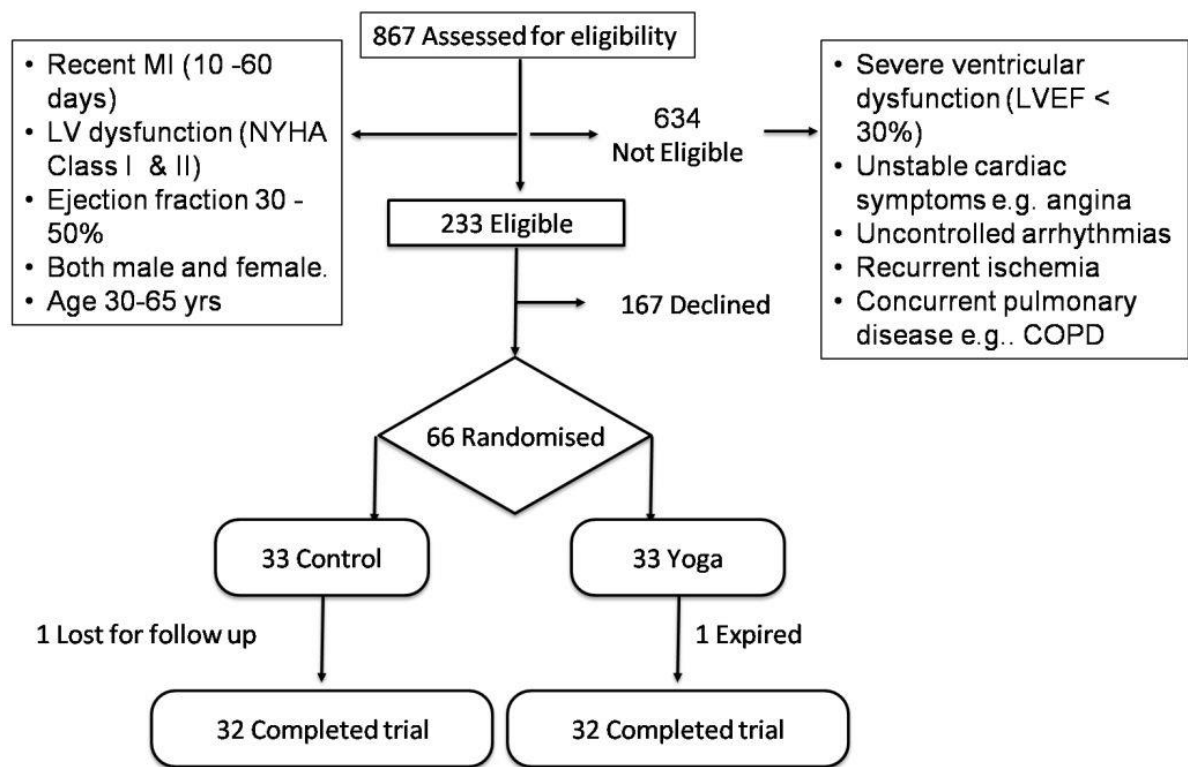 867 Assessed for eligibility
• Recent MI (10 -60
days)
• LV dysfunction (NYHA
Class I & II)
• Ejection fraction 30 -
50%
• Both male and female.
• Age 30-65 yrs
634
Not Eligible
• Severe ventricular
dysfunction (LVEF <
30%)
• Unstable cardiac
symptoms e.g. angina
• Uncontrolled arrhythmias
• Recurrent ischemia
• Concurrent pulmonary
disease e.g.. COPD
233 Eligible
167 Declined
66 Randomised
33 Control
33 Yoga
1 Lost for follow up
1 Expired
32 Completed trial
32 Completed trial